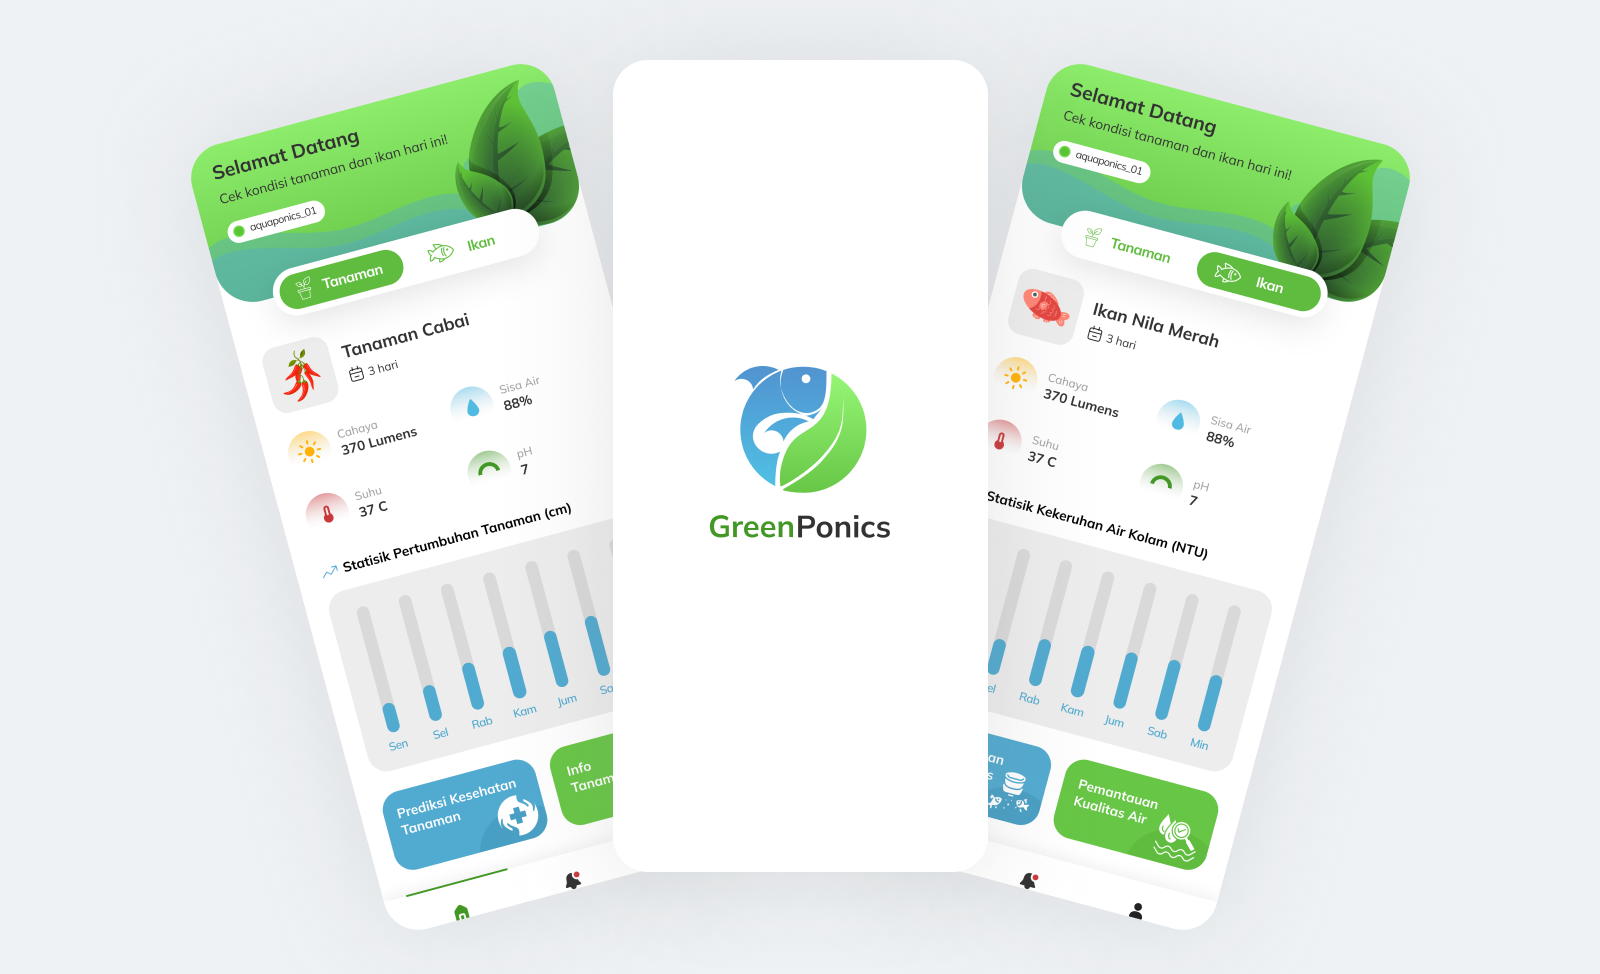 Selamat Datang
Cek kondisi tanaman dan ikan hari ini!
aquaponics_01
Tanaman
Ikan
Tanaman Cabai
3 hari
Cahaya
370 Lumens
Sisa Air
88%
Suhu
37 C
pH
7
Statisik Pertumbuhan Tanaman (cm)
Sen
Sel
Rab
Kam
Jum
Prediksi Kesehatan
Tanaman
Info
GreenPonics
Selamat Datang
Cek kondisi tanaman dan ikan hari ini!
aquaponics_01
Tanaman
Ikan
Ikan Nila Merah
3 hari
Cahaya
370 Lumens
Sisa Air
88%
Suhu
37 C
pH
7
Statisik Kekeruhan Air Kolam (NTU)
Rab
Kam
Jum
Sab
Min
Pemantauan
Kualitas Air